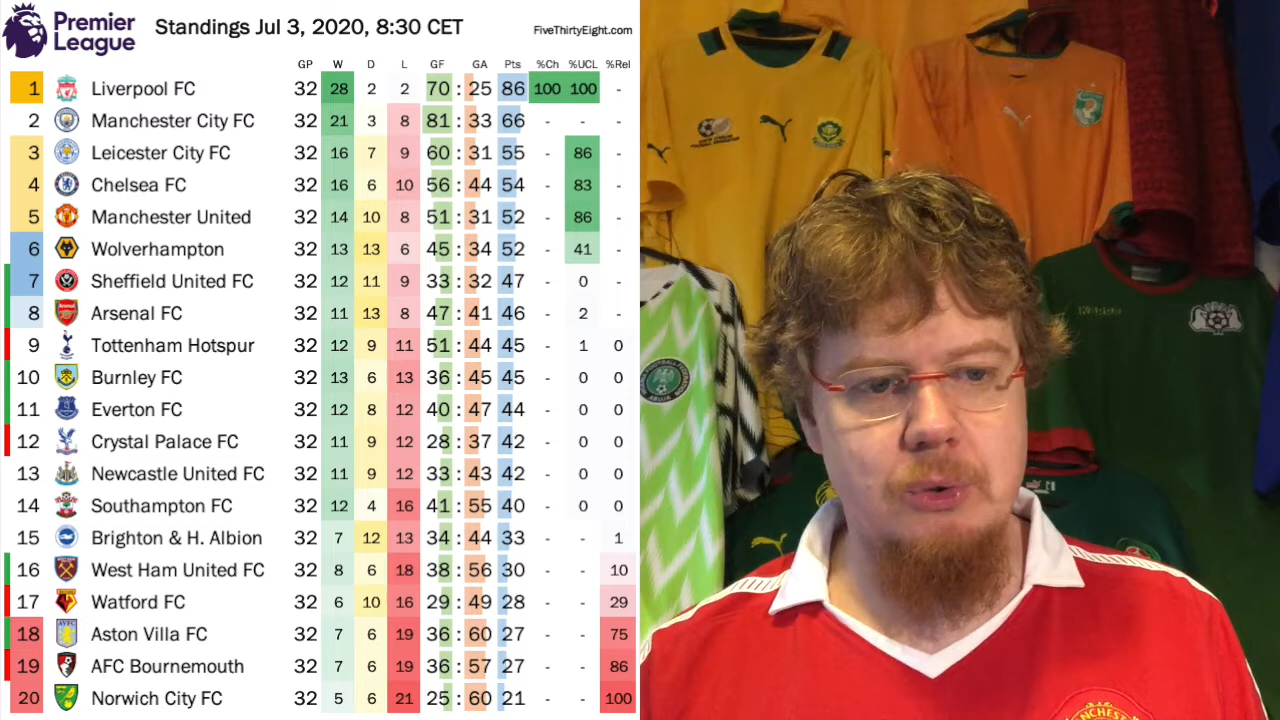 Premier League
Standings Jul 3, 2020, 8:30 CET
FiveThirtyEight.com
GP W D L GF GA Pts %Ch %UCL %Rel
1 Liverpool FC 32 28 2 2 70 : 25 86 100 100 -
2 Manchester City FC 32 21 3 8 81 : 33 66 - - -
3 Leicester City FC 32 16 7 9 60 : 31 55 - 86 -
4 Chelsea FC 32 16 6 10 56 : 44 54 - 83 -
5 Manchester United 32 14 10 8 51 : 31 52 - 86 -
6 Wolverhampton 32 13 13 6 45 : 34 52 - 41 -
7 Sheffield United FC 32 12 11 9 33 : 32 47 - 0 -
8 Arsenal FC 32 11 13 8 47 : 41 46 - 2 -
9 Tottenham Hotspur 32 12 9 11 51 : 44 45 - 1 0
10 Burnley FC 32 13 6 13 36 : 45 45 - 0 0
11 Everton FC 32 12 8 12 40 : 47 44 - 0 0
12 Crystal Palace FC 32 11 9 12 28 : 37 42 - 0 0
13 Newcastle United FC 32 11 9 12 33 : 43 42 - 0 0
14 Southampton FC 32 12 4 16 41 : 55 40 - 0 0
15 Brighton & H. Albion 32 7 12 13 34 : 44 33 - - 1
16 West Ham United FC 32 8 6 18 38 : 56 30 - - 10
17 Watford FC 32 6 10 16 29 : 49 28 - - 29
18 Aston Villa FC 32 7 6 19 36 : 60 27 - - 75
19 AFC Bournemouth 32 7 6 19 36 : 57 27 - - 86
20 Norwich City FC 32 5 6 21 25 : 60 21 - - 100
MANCHESTER